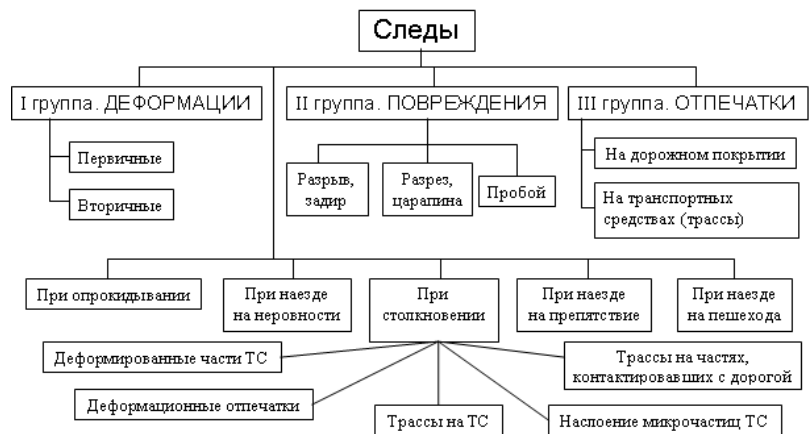 Следы
I группа. ДЕФОРМАЦИИ
II группа. ПОВРЕЖДЕНИЯ
III группа. ОТПЕЧАТКИ
Первичные
Вторичные
Разрыв,
задир
Разрез,
царапина
Пробой
На дорожном покрытии
На транспортных
средствах (трассы)
При опрокидывании
При наезде
на неровности
При
столкновении
При наезде
на препятствие
При наезде
на пешехода
Деформированные части ТС
Деформационные отпечатки
Трассы на ТС
Наслоение микрочастиц ТС
Трассы на частях,
контактировавших с дорогой